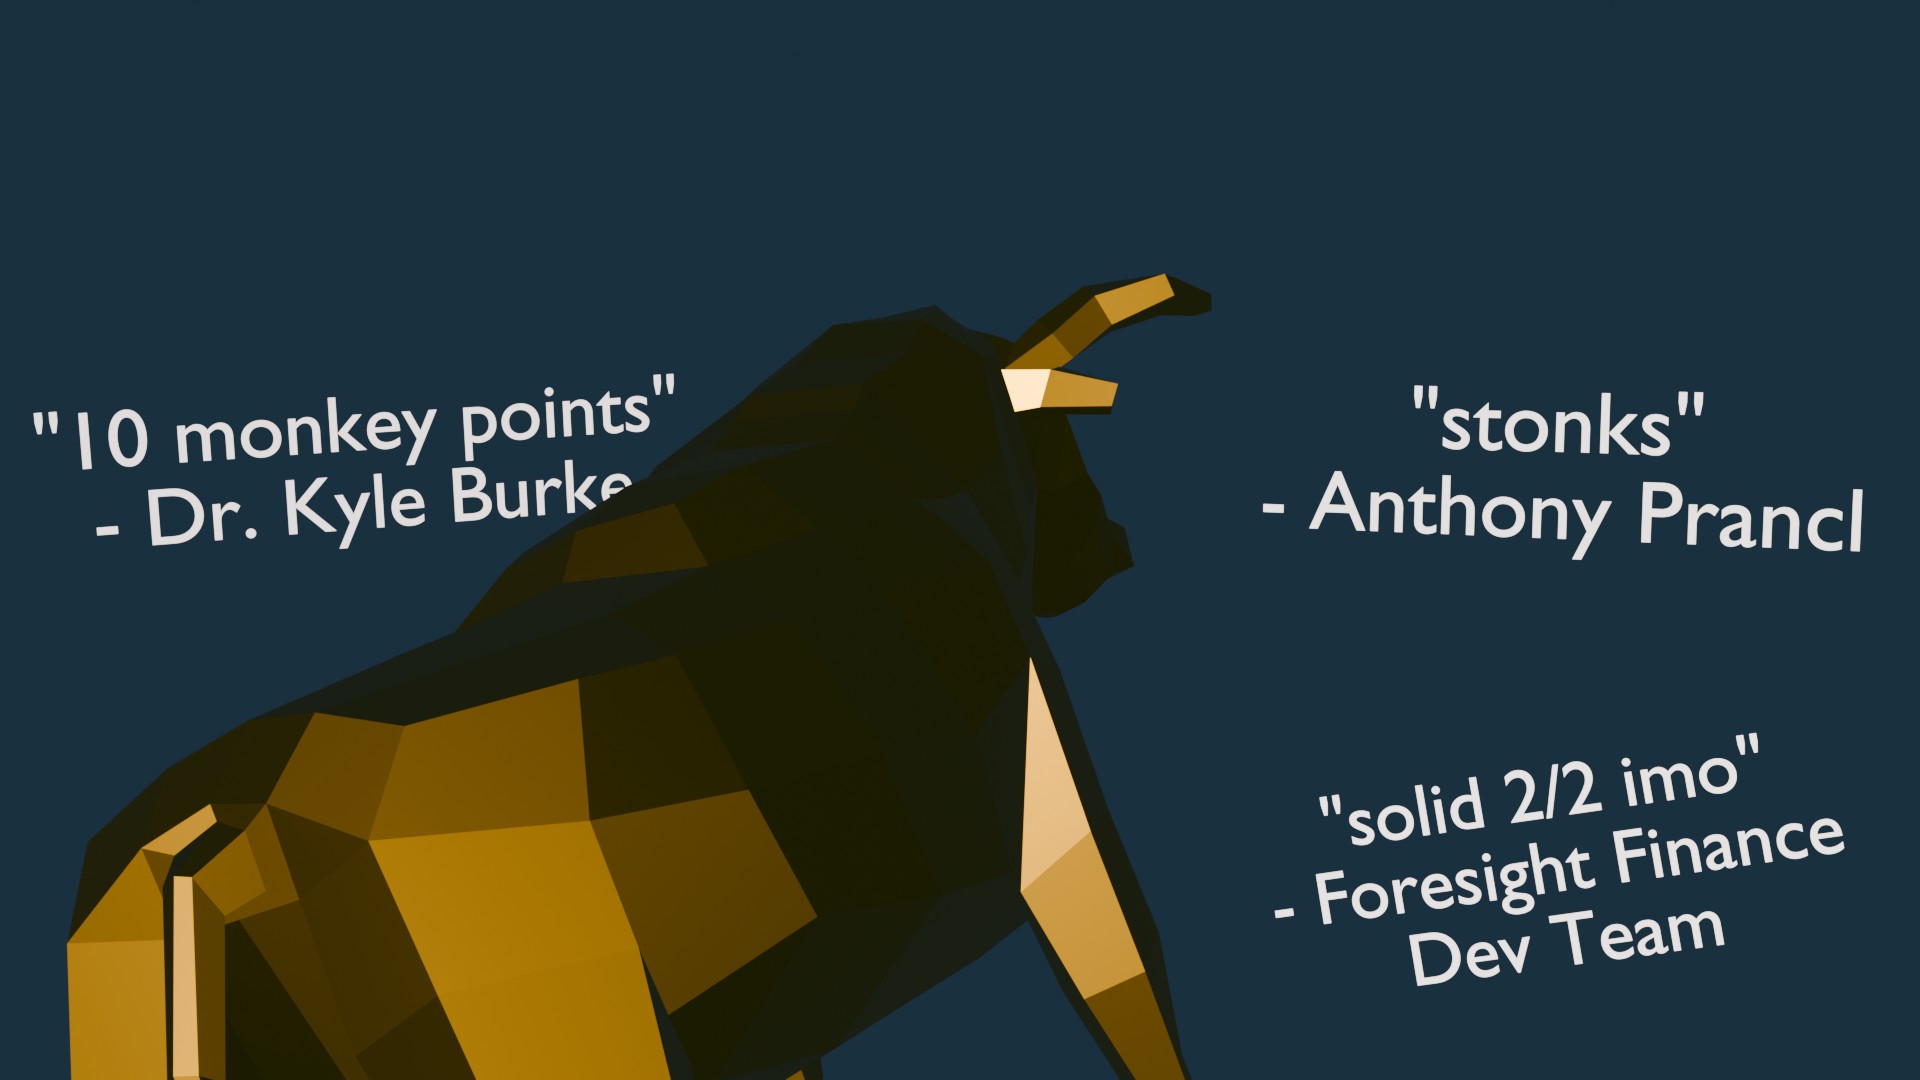 "10 monkey points"
- Dr. Kyle Burke
"stonks"
- Anthony Prancl
"solid 2/2 imo"
- Foresight Finance
Dev Team